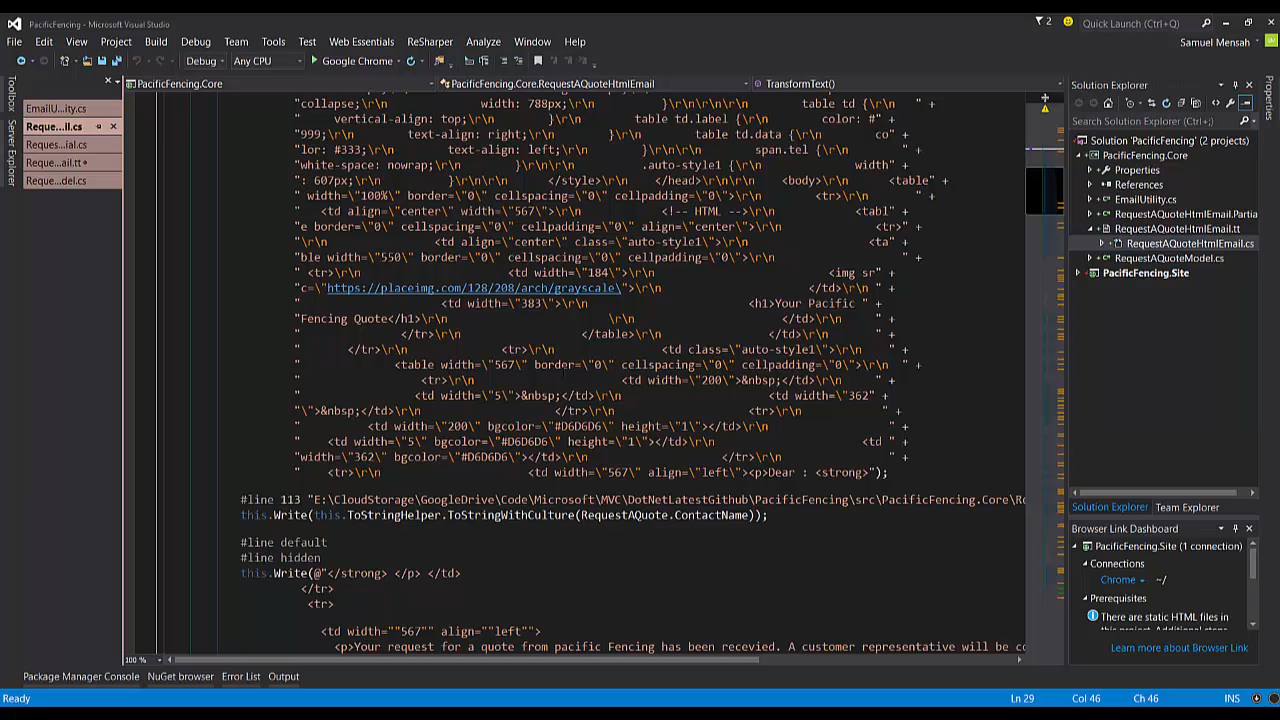 PacificFencing - Microsoft Visual Studio
2
Quick Launch (Ctrl+Q)
File Edit View Project Build Debug Team Tools Test Web Essentials ReSharper Analyze Window Help
Samuel Mensah
Debug Any CPU Google Chrome
Toolbox
Server Explorer
EmailU...ity.cs
Reque...il.cs
Reques...ial.cs
Reque...ail.tt
Reque...del.cs
PacificFencing.Core PacificFencing.Core.RequestAQuoteHtmlEmail TransformText()
"collapse;\r\n width: 788px;\r\n }\r\n\r\n\r\n table td {\r\n " +
" vertical-align: top;\r\n }\r\n table td.label { color: #" +
"999;\r\n text-align: right;\r\n }\r\n table td.data { co" +
"lor: #333;\r\n text-align: left;\r\n }\r\n\r\n span.tel {\r\n " +
"white-space: nowrap;\r\n }\r\n\r\n .auto-style1 {\r\n width" +
": 607px;\r\n }\r\n\r\n </style>\r\n </head>\r\n <body>\r\n <table" +
" width=\"100%\" border=\"0\" cellspacing=\"0\" cellpadding=\"0\">\r\n <tr>\r\n " +
" <td align=\"center\" width=\"567\">\r\n <!-- HTML -->\r\n <tabl" +
"e border=\"0\" cellspacing=\"0\" cellpadding=\"0\" align=\"center\">\r\n <tr>" +
"\r\n <td align=\"center\" class=\"auto-style1\">\r\n <ta" +
"ble width=\"550\" border=\"0\" cellspacing=\"0\" cellpadding=\"0\">\r\n " +
" <tr>\r\n <td width=\"184\">\r\n <img sr" +
"c=\"https://placeimg.com/128/208/arch/grayscale\">\r\n " +
" <td width=\"383\">\r\n <h1>Your Pacific " +
"Fencing Quote</h1>\r\n \r\n </td>\r\n " +
" </tr>\r\n </table>\r\n </td>\r\n " +
" </tr>\r\n <tr>\r\n <td class=\"auto-style1\">\r\n " +
" <table width=\"567\" border=\"0\" cellspacing=\"0\" cellpadding=\"0\">\r\n " +
" <tr>\r\n <td width=\"200\">&nbsp;</td>\r\n " +
" <td width=\"5\">&nbsp;</td>\r\n <td width=\"362" +
"\">&nbsp;</td>\r\n </tr>\r\n <tr>\r\n " +
" <td width=\"200\" bgcolor=\"#D6D6D6\" height=\"1\"></td>\r\n " +
" <td width=\"5\" bgcolor=\"#D6D6D6\" height=\"1\"></td>\r\n <td " +
"width=\"362\" bgcolor=\"#D6D6D6\"></td>\r\n </tr>\r\n " +
" <tr>\r\n <td width=\"567\" align=\"left\"><p>Dear : <strong>");
#line 113 "E:\CloudStorage\GoogleDrive\Code\Microsoft\MVC\DotNetLatestGithub\PacificFencing\src\PacificFencing.Core\Re
this.Write(this.ToStringHelper.ToStringWithCulture(RequestAQuote.ContactName));
#line default
#line hidden
this.Write(@"</strong> </p> </td>
</tr>
<tr>
<td width=""567"" align=""left"">
<p>Your request for a quote from pacific Fencing has been recevied. A customer representative will be co
100 %
Solution Explorer
Search Solution Explorer (Ctrl+;)
Solution 'PacificFencing' (2 projects)
PacificFencing.Core
Properties
References
EmailUtility.cs
RequestAQuoteHtmlEmail.Partia
RequestAQuoteHtmlEmail.tt
RequestAQuoteHtmlEmail.cs
RequestAQuoteModel.cs
PacificFencing.Site
Solution Explorer Team Explorer
Browser Link Dashboard
PacificFencing.Site (1 connection)
Connections
Chrome ~/
Prerequisites
There are static HTML files in
this project. Additional steps
Learn more about Browser Link
Properties
Package Manager Console NuGet browser Error List Output
Ready Ln 29 Col 46 Ch 46 INS